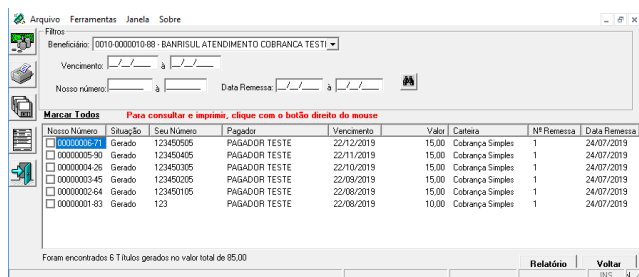 Arquivo Ferramentas Janela Sobre
Filtros
Beneficiário: 0010-0000010-88 - BANRISUL ATENDIMENTO COBRANCA TESTI
Vencimento: __/__/____ à __/__/____
Nosso número: à Data Remessa: __/__/____ à __/__/____
Marcar Todos Para consultar e imprimir, clique com o botão direito do mouse
Nosso Número Situação Seu Número Pagador Vencimento Valor Carteira Nº Remessa Data Remessa
00000006-71 Gerado 123450505 PAGADOR TESTE 22/12/2019 15,00 Cobrança Simples 1 24/07/2019
00000005-90 Gerado 123450405 PAGADOR TESTE 22/11/2019 15,00 Cobrança Simples 1 24/07/2019
00000004-26 Gerado 123450305 PAGADOR TESTE 22/10/2019 15,00 Cobrança Simples 1 24/07/2019
00000003-45 Gerado 123450205 PAGADOR TESTE 22/09/2019 15,00 Cobrança Simples 1 24/07/2019
00000002-64 Gerado 123450105 PAGADOR TESTE 22/08/2019 15,00 Cobrança Simples 1 24/07/2019
00000001-83 Gerado 123 PAGADOR TESTE 22/08/2019 10,00 Cobrança Simples 1 24/07/2019
Foram encontrados 6 Títulos gerados no valor total de 85,00
Relatório Voltar
INS